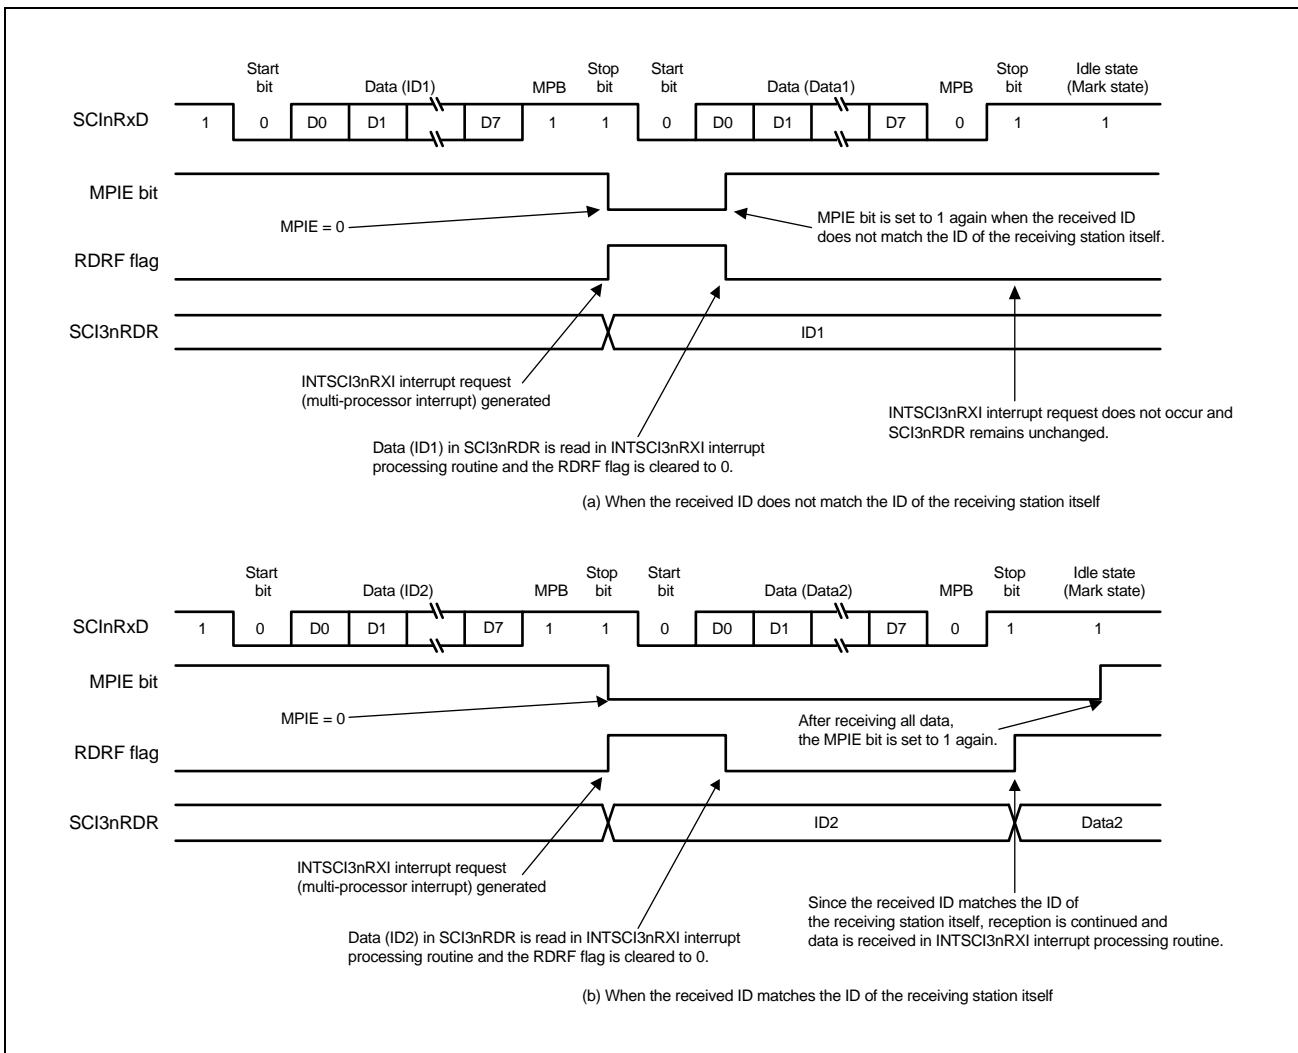 Start bit Data (ID1) MPB Stop bit Start bit Data (Data1) MPB Stop bit Idle state (Mark state)
SCInRxD 1 0 D0 D1 D7 1 1 0 D0 D1 D7 0 1 1
MPIE bit
MPIE = 0
MPIE bit is set to 1 again when the received ID
does not match the ID of the receiving station itself.
RDRF flag
SCI3nRDR ID1
INTSCI3nRXI interrupt request
(multi-processor interrupt) generated
INTSCI3nRXI interrupt request does not occur and
SCI3nRDR remains unchanged.
Data (ID1) in SCI3nRDR is read in INTSCI3nRXI interrupt
processing routine and the RDRF flag is cleared to 0.
(a) When the received ID does not match the ID of the receiving station itself
Start bit Data (ID2) MPB Stop bit Start bit Data (Data2) MPB Stop bit Idle state (Mark state)
SCInRxD 1 0 D0 D1 D7 1 1 0 D0 D1 D7 0 1 1
MPIE bit
MPIE = 0
After receiving all data,
the MPIE bit is set to 1 again.
RDRF flag
SCI3nRDR ID2 Data2
INTSCI3nRXI interrupt request
(multi-processor interrupt) generated
Since the received ID matches the ID of
the receiving station itself, reception is continued and
data is received in INTSCI3nRXI interrupt processing routine.
Data (ID2) in SCI3nRDR is read in INTSCI3nRXI interrupt
processing routine and the RDRF flag is cleared to 0.
(b) When the received ID matches the ID of the receiving station itself